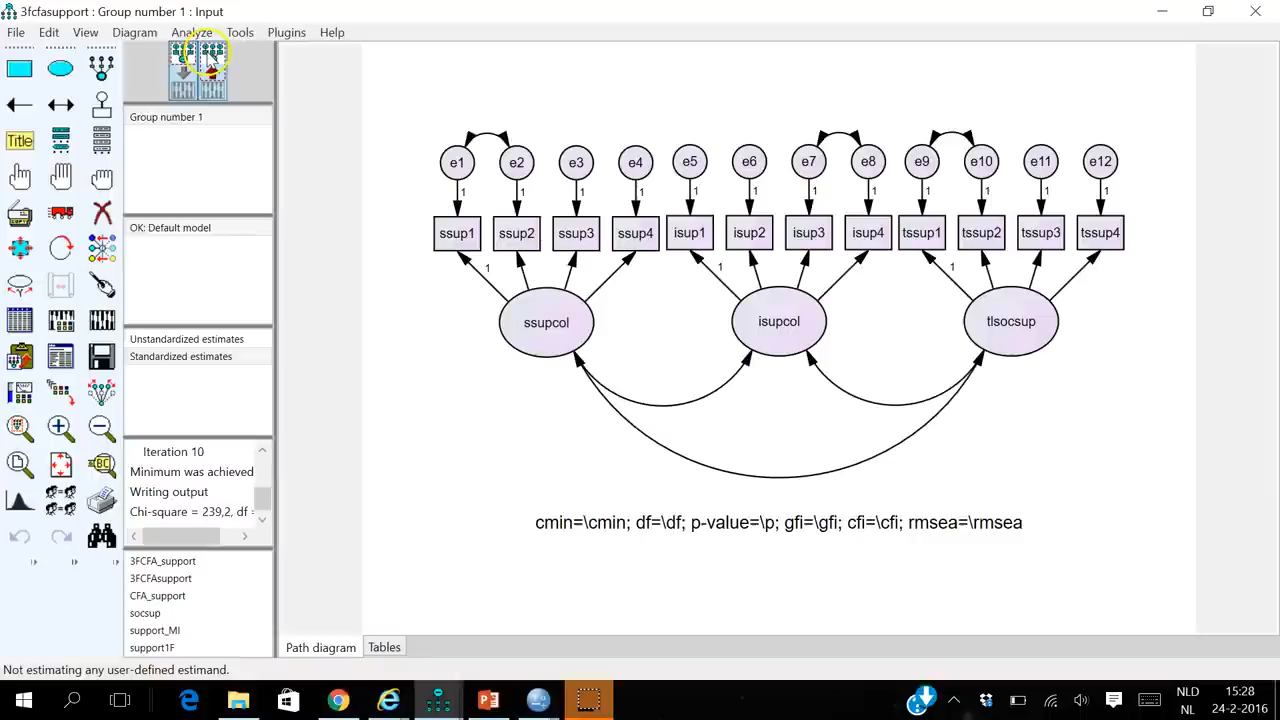 3fcfasupport : Group number 1 : Input
File Edit View Diagram Analyze Tools Plugins Help
Title
Group number 1
OK: Default model
Unstandardized estimates
Standardized estimates
Iteration 10
Minimum was achieved
Writing output
Chi-square = 239,2, df =
3FCFA_support
3FCFAsupport
CFA_support
socsup
support_MI
support1F
e1 e2 e3 e4 e5 e6 e7 e8 e9 e10 e11 e12
1 1 1 1 1 1 1 1 1 1 1 1
ssup1 ssup2 ssup3 ssup4 isup1 isup2 isup3 isup4 tssup1 tssup2 tssup3 tssup4
1 1 1
ssupcol isupcol tlsocsup
cmin=\cmin; df=\df; p-value=\p; gfi=\gfi; cfi=\cfi; rmsea=\rmsea
Path diagram Tables
Not estimating any user-defined estimand.
NLD 15:28
NL 24-2-2016